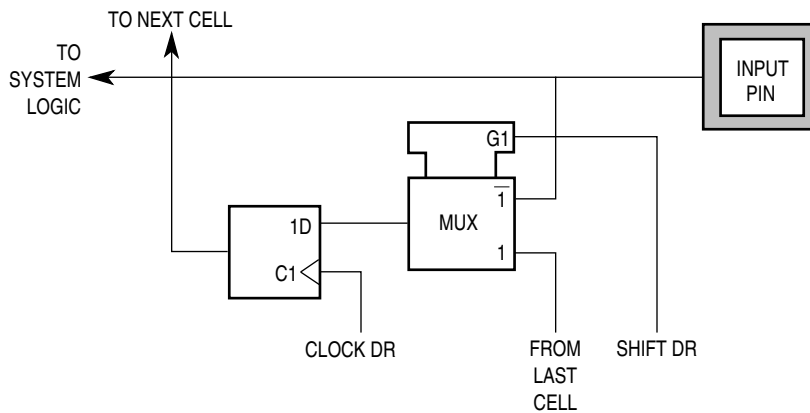 TO NEXT CELL
TO
SYSTEM
LOGIC
INPUT
PIN
G1
1
MUX
1D
1
C1
CLOCK DR
FROM
LAST
CELL
SHIFT DR